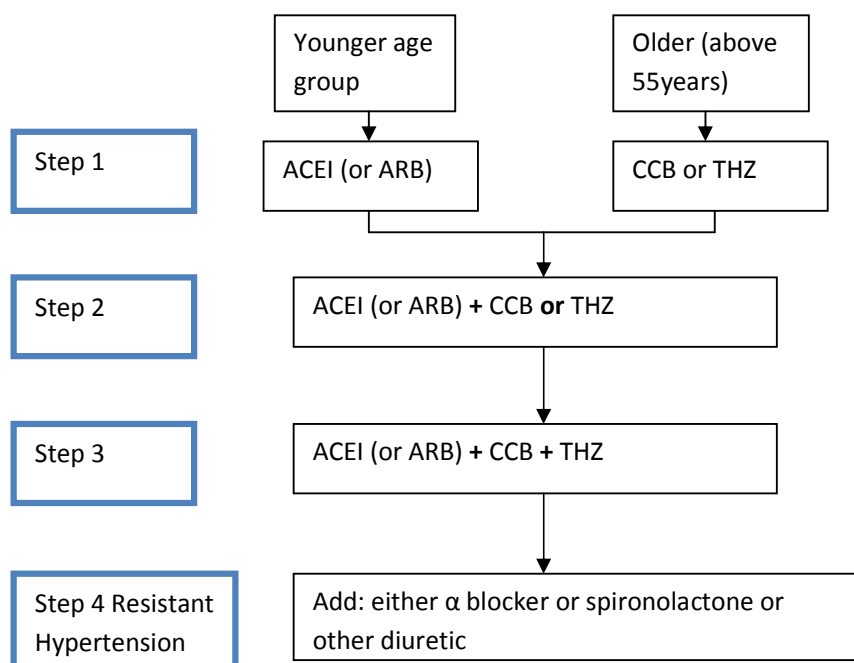 Younger age
group
Older (above
55years)
Step 1
ACEI (or ARB)
CCB or THZ
Step 2
ACEI (or ARB) + CCB or THZ
Step 3
ACEI (or ARB) + CCB + THZ
Step 4 Resistant
Hypertension
Add: either α blocker or spironolactone or
other diuretic